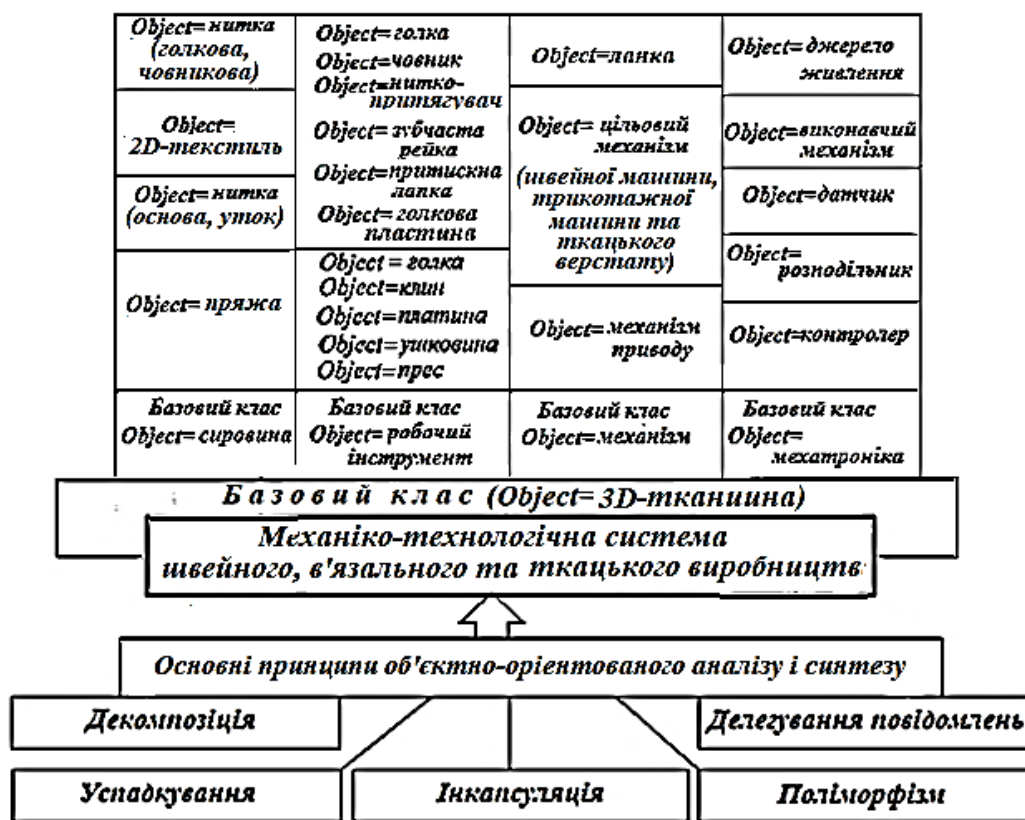 Object=нитка
(голкова,
човникова)
Object=
2D-текстиль
Object=нитка
(основа, уток)
Object=пряжа
Базовий клас
Object=сировина
Object=голка
Object=човник
Object=нитко-
притягувач
Object=зубчаста
рейка
Object=притискна
лапка
Object=голкова
пластина
Object=голка
Object=клин
Object=платина
Object=ушковина
Object=прес
Базовий клас
Object=робочий
інструмент
Object=ланка
Object=цільовий
механізм
(швейної машини,
трикотажної
машини та
ткацького
верстату)
Object=механізм
приводу
Базовий клас
Object=механізм
Object=джерело
живлення
Object=виконавчий
механізм
Object=датчик
Object=
розподільник
Object=контролер
Базовий клас
Object=
мехатроніка
Базовий клас (Object=3D-тканиина)
Механіко-технологічна система
швейного, в'язального та ткацького виробництв
Основні принципи об'єктно-оріентованого аналізу і синтезу
Декомпозиція
Делегування повідомлень
Успадкування
Інкапсуляція
Поліморфізм